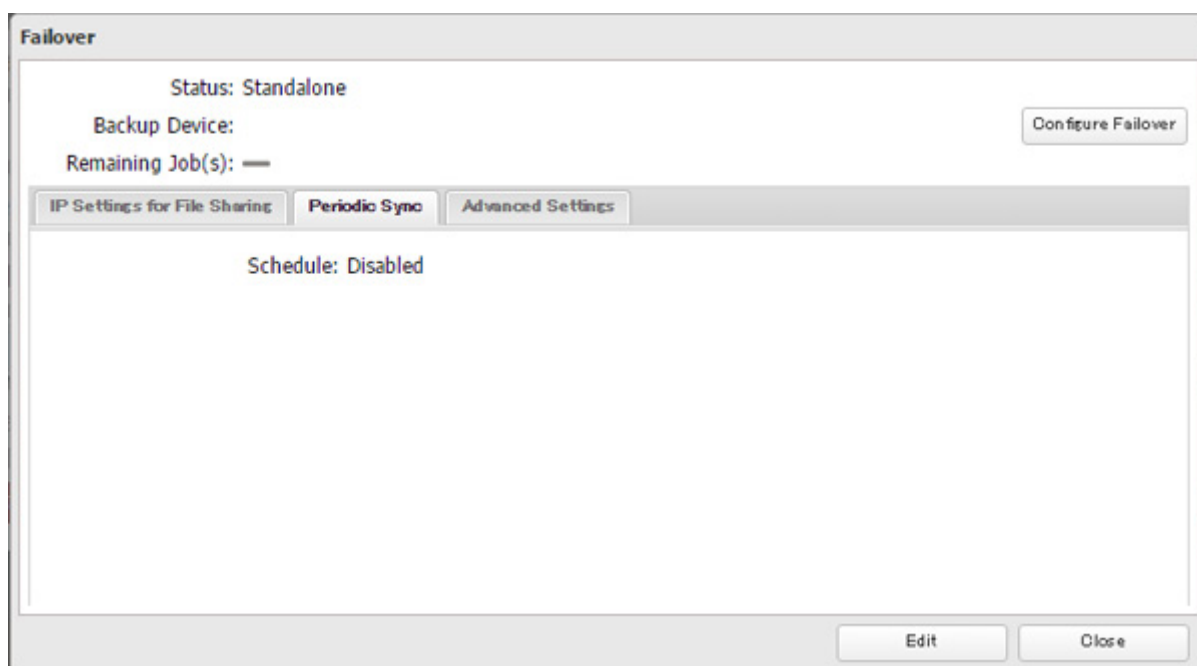 Failover
Status: Standalone
Backup Device:
Configure Failover
Remaining Job(s): —
IP Settings for File Sharing
Periodic Sync
Advanced Settings
Schedule: Disabled
Edit
Close